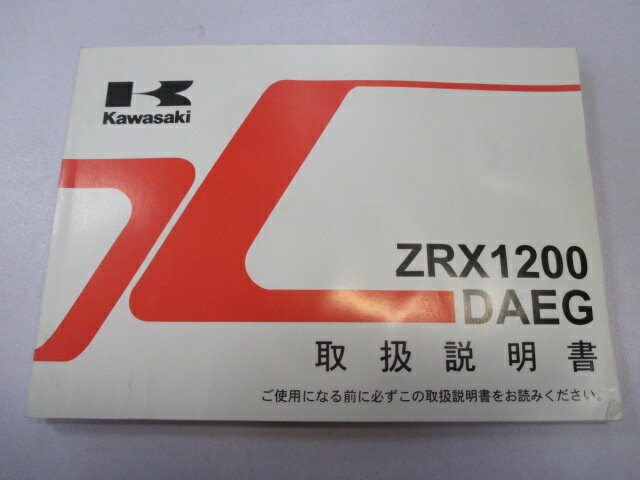 Kawasaki
ZRX1200
DAEG
取扱説明書
ご使用になる前に必ずこの取扱説明書をお読みください。